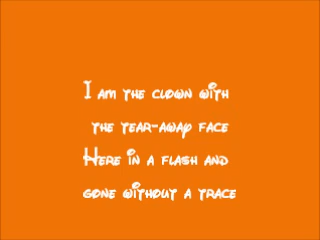 I am the clown with
the tear-away face
Here in a flash and
gone without a trace